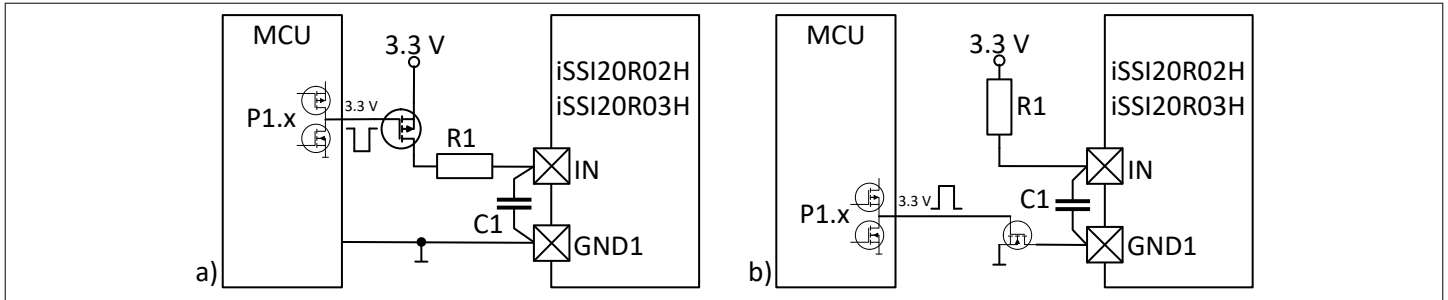 MCU
3.3 V
iSSI20R02H
iSSI20R03H
P1.x
3.3 V
R1
IN
C1
GND1
a)
MCU
3.3 V
iSSI20R02H
iSSI20R03H
R1
IN
P1.x
3.3 V
C1
GND1
b)